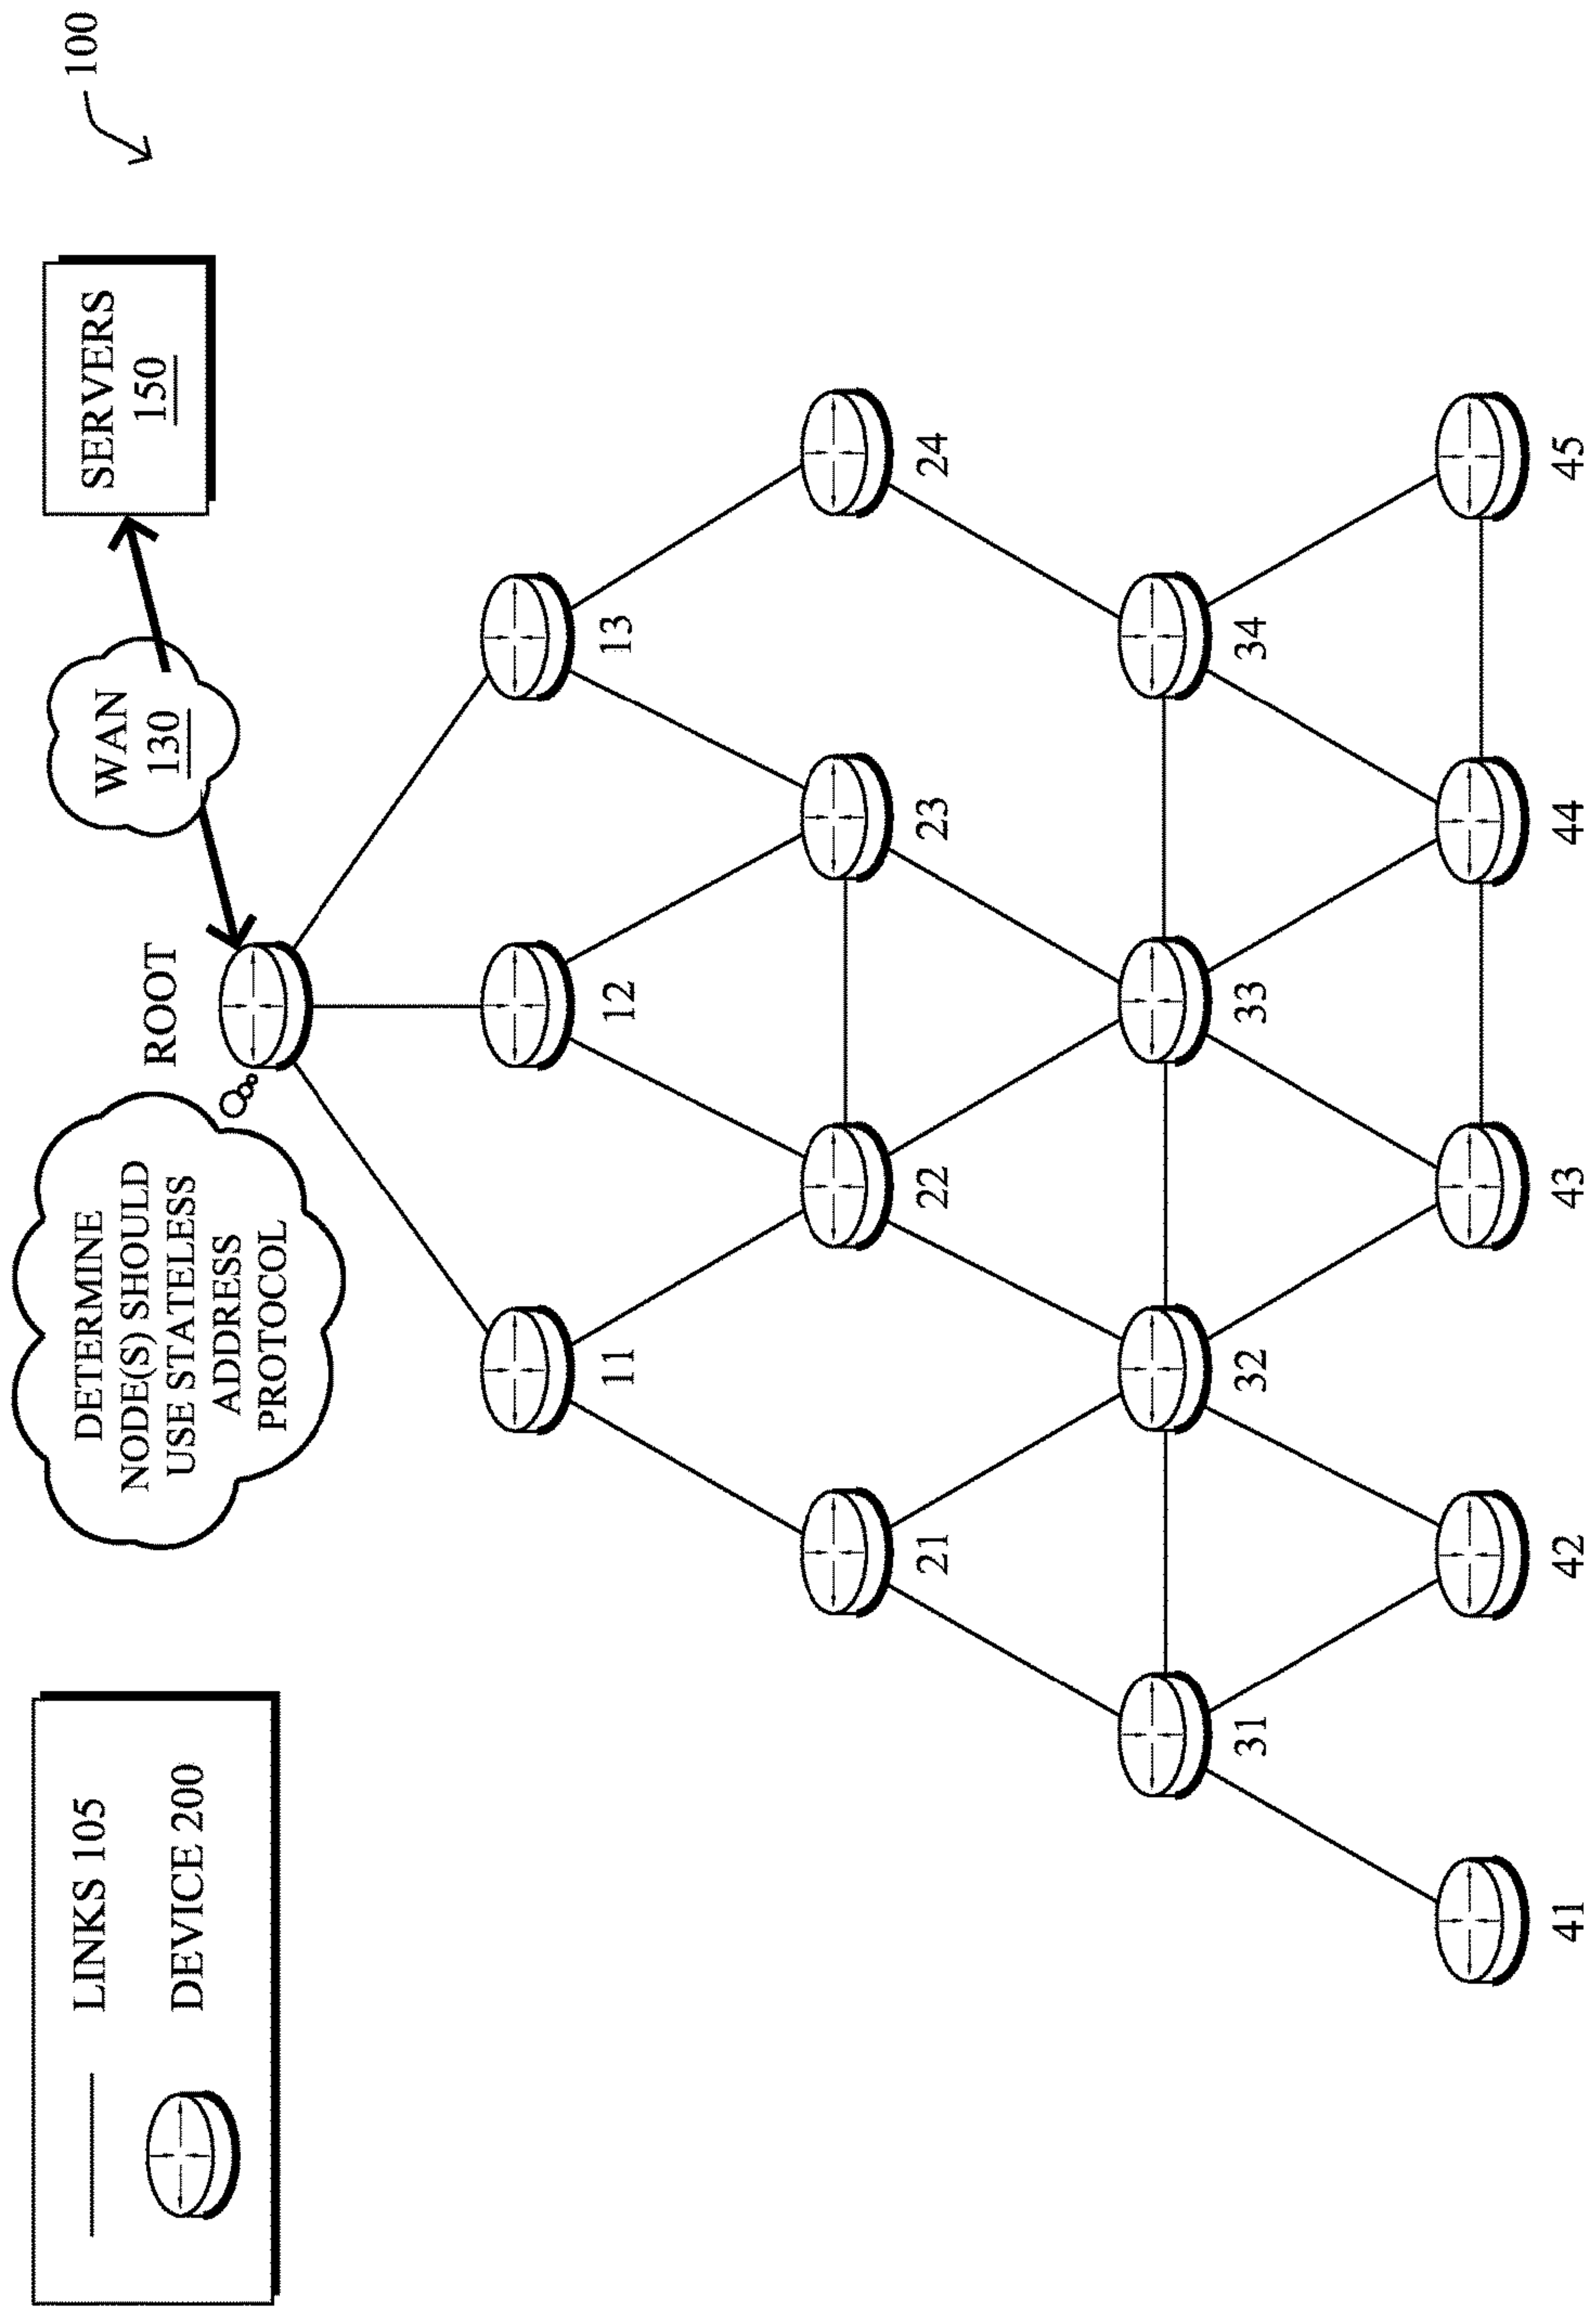 100
LINKS 105
DEVICE 200
DETERMINE
NODE(S) SHOULD
USE STATELESS
ADDRESS
PROTOCOL
ROOT
WAN
130
SERVERS
150
11
12
13
21
22
23
24
31
32
33
34
41
42
43
44
45